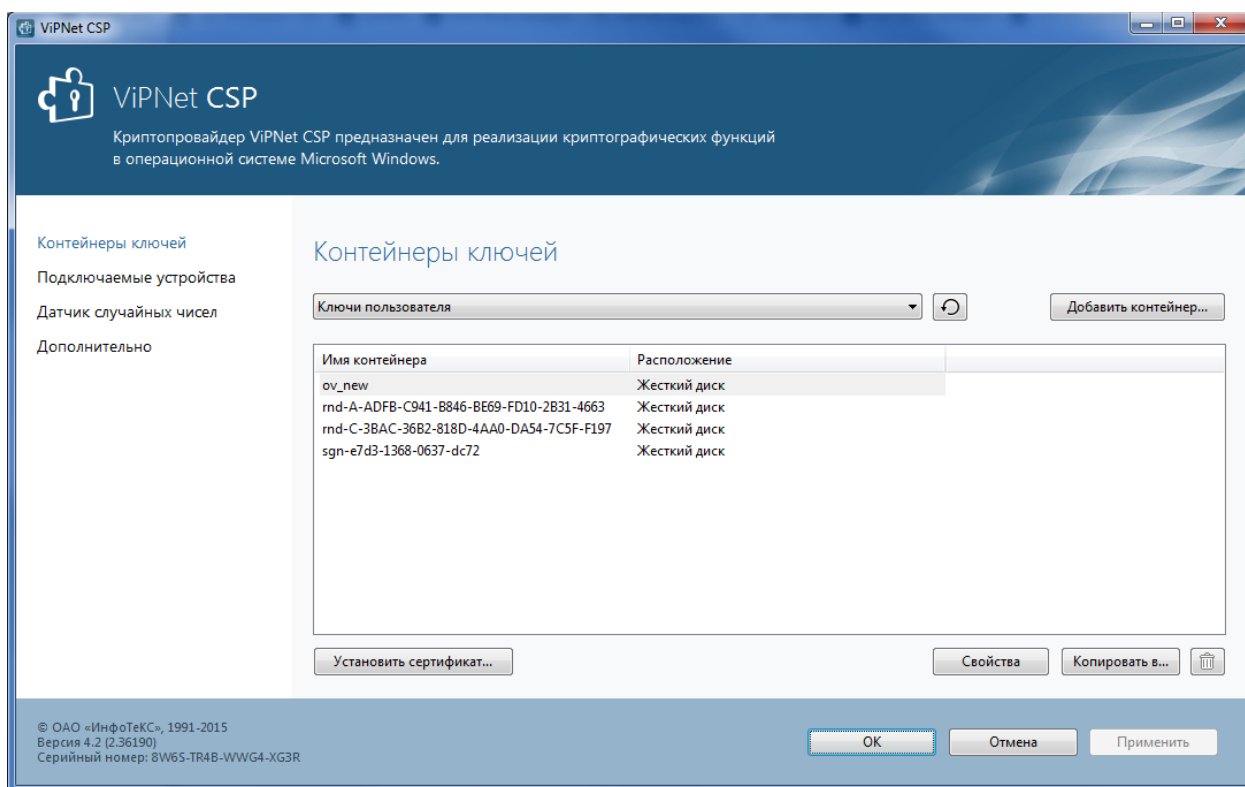 ViPNet CSP
ViPNet CSP
Криптопровайдер ViPNet CSP предназначен для реализации криптографических функций
в операционной системе Microsoft Windows.
Контейнеры ключей
Подключаемые устройства
Датчик случайных чисел
Дополнительно
Контейнеры ключей
Ключи пользователя
Добавить контейнер...
Имя контейнера Расположение
ov_new Жесткий диск
rnd-A-ADFB-C941-B846-BE69-FD10-2B31-4663 Жесткий диск
rnd-C-3BAC-36B2-818D-4AA0-DA54-7C5F-F197 Жесткий диск
sgn-e7d3-1368-0637-dc72 Жесткий диск
Установить сертификат... Свойства Копировать в...
© ОАО «ИнфоТеКС», 1991-2015
Версия 4.2 (2.36190)
Серийный номер: 8W6S-TR4B-WWG4-XG3R
OK Отмена Применить